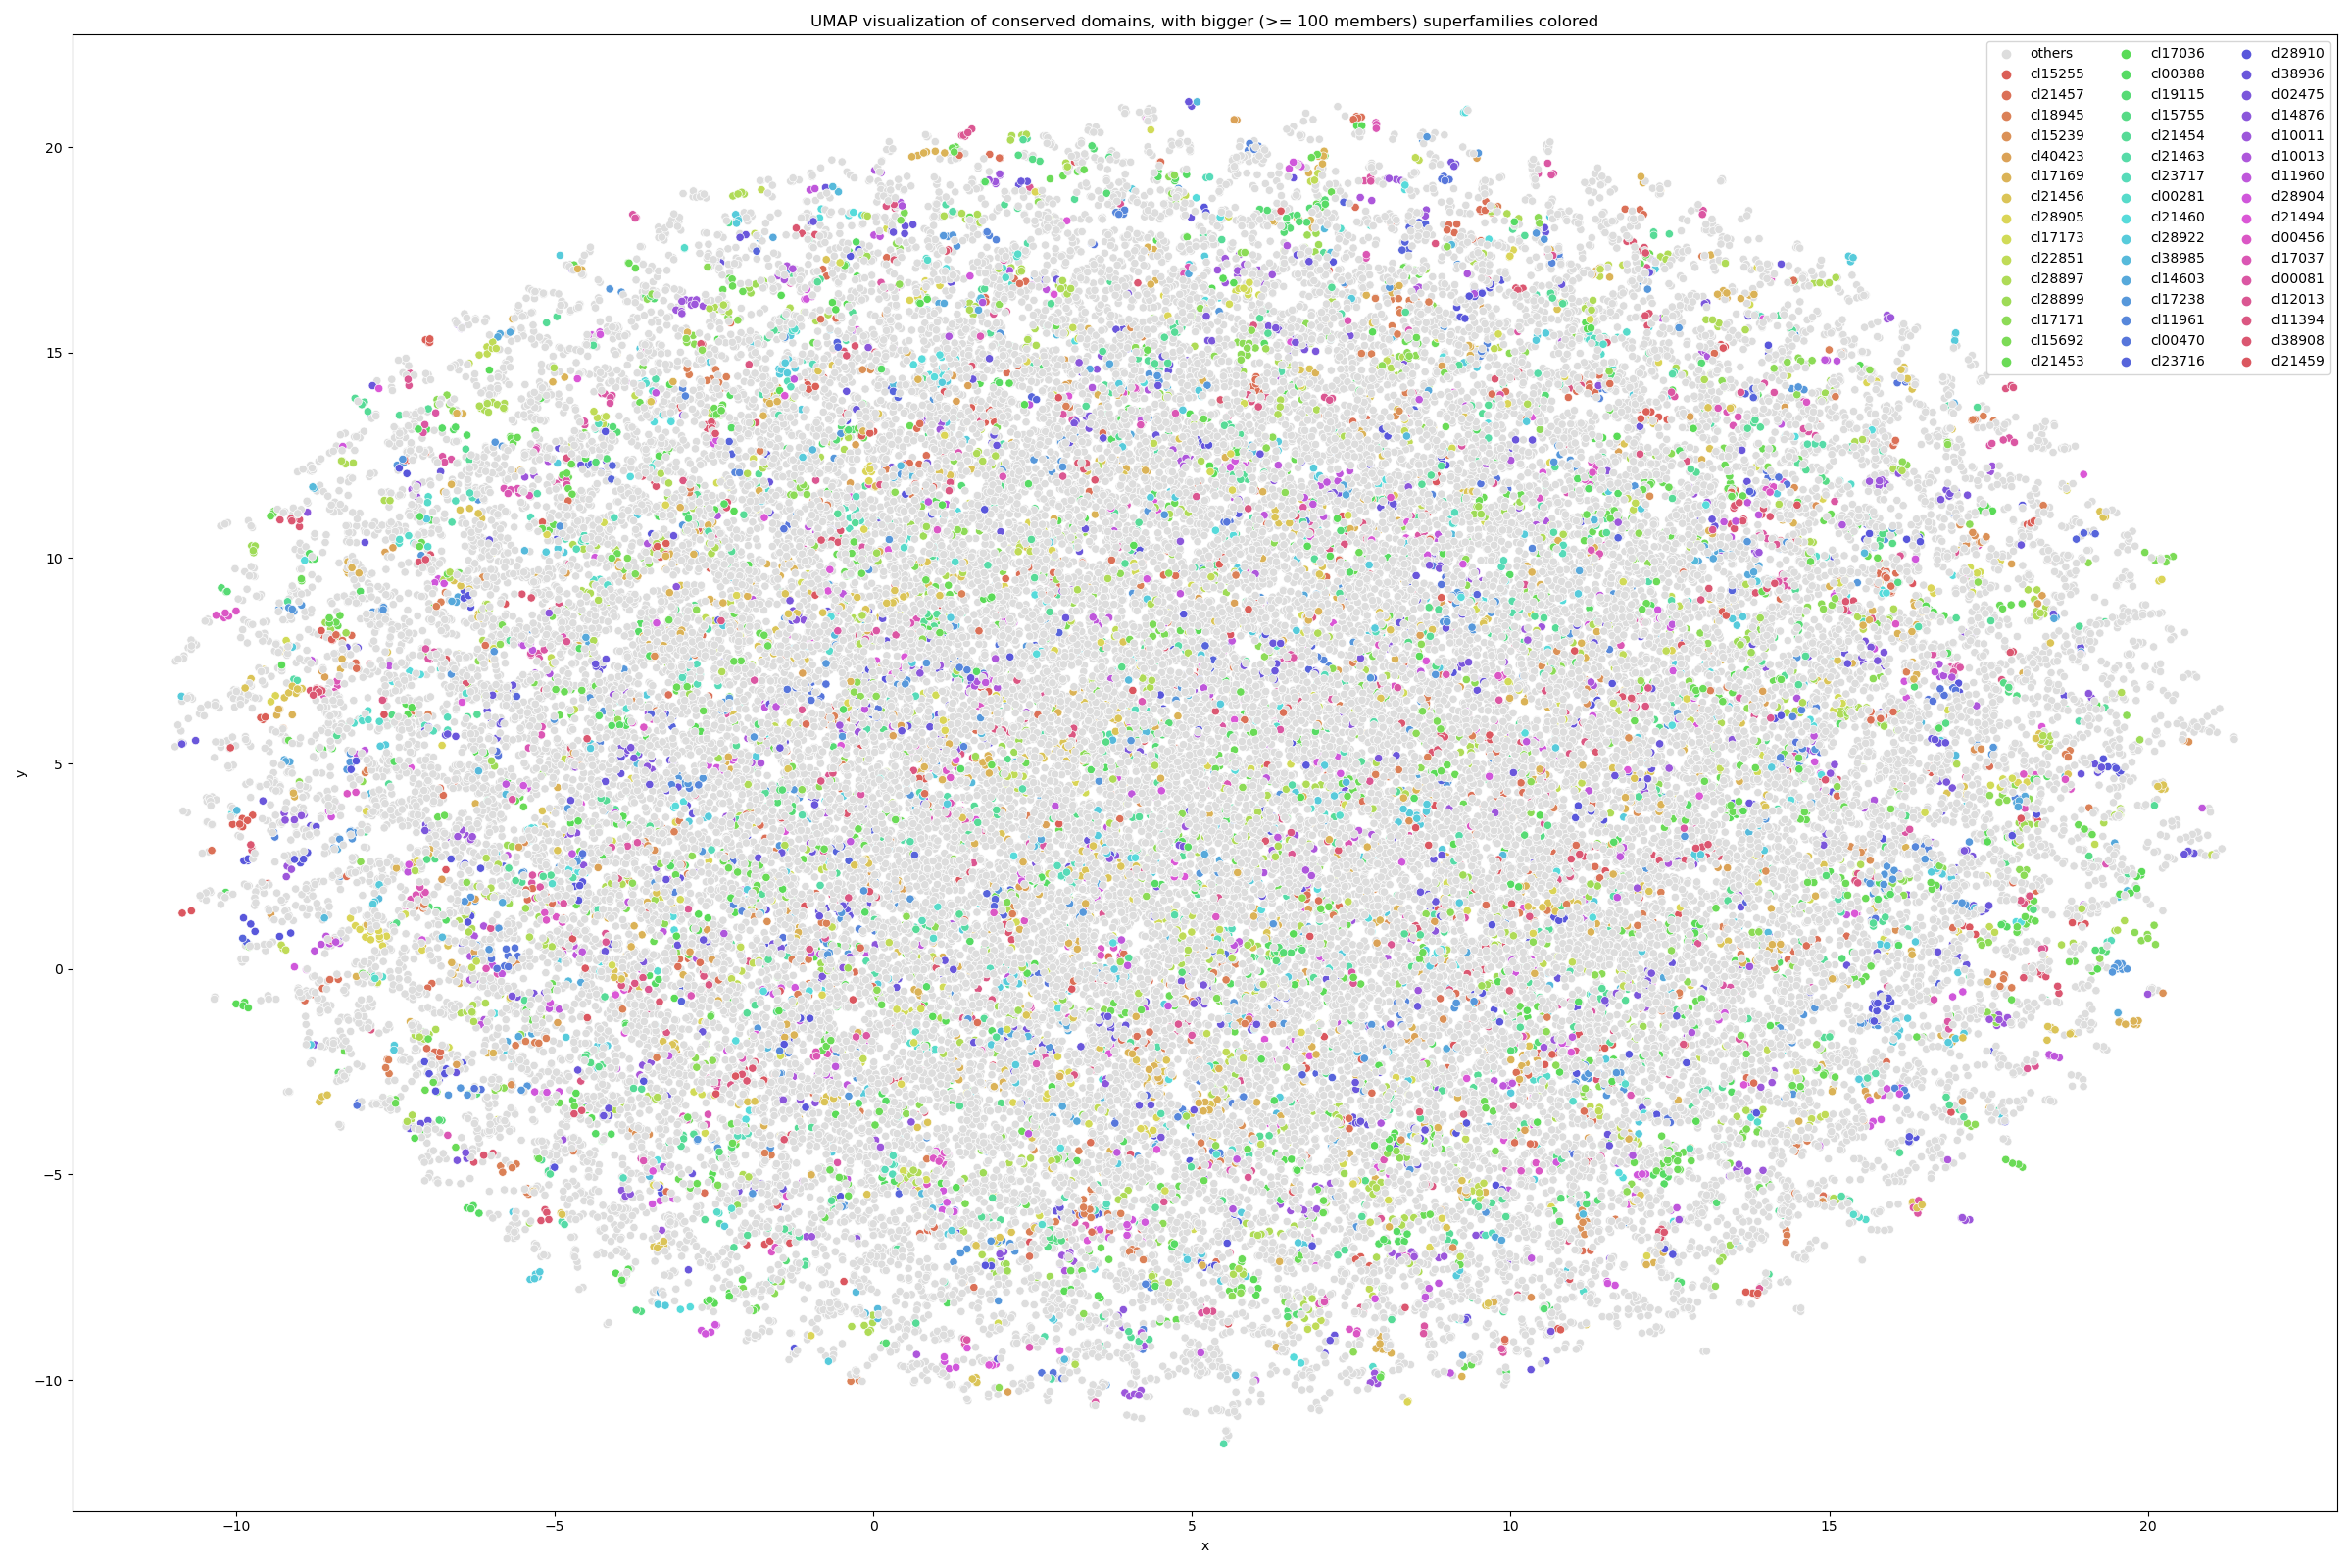 UMAP visualization of conserved domains, with bigger (>= 100 members) superfamilies colored
others
cl15255
cl21457
cl18945
cl15239
cl40423
cl17169
cl21456
cl28905
cl17173
cl22851
cl28897
cl28899
cl17171
cl15692
cl21453
cl17036
cl00388
cl19115
cl15755
cl21454
cl21463
cl23717
cl00281
cl21460
cl28922
cl38985
cl14603
cl17238
cl11961
cl00470
cl23716
cl28910
cl38936
cl02475
cl14876
cl10011
cl10013
cl11960
cl28904
cl21494
cl00456
cl17037
cl00081
cl12013
cl11394
cl38908
cl21459
20
15
10
5
0
−5
−10
y
−10
−5
0
5
10
15
20
x